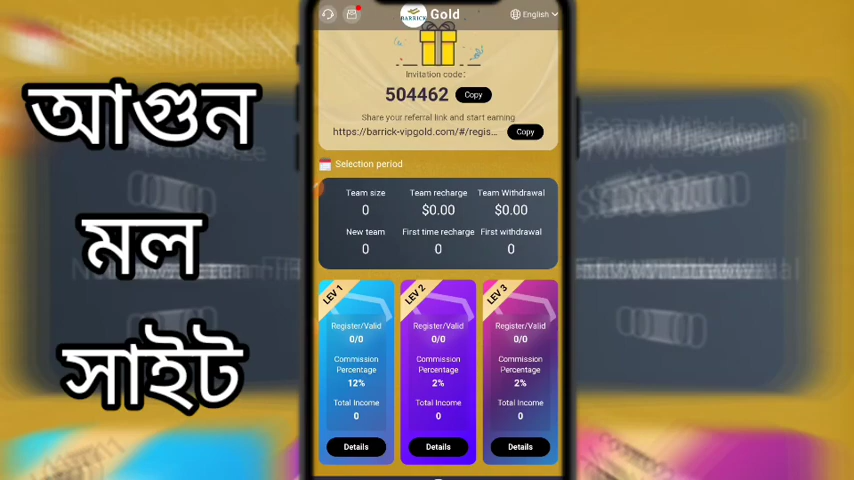 আগুন
মল
সাইট
BARRICK
Gold
English
Invitation code:
504462
Copy
Share your referral link and start earning
https://barrick-vipgold.com/#/regis...
Copy
Selection period
Team size
Team recharge
Team Withdrawal
0
$0.00
$0.00
New team
First time recharge
First withdrawal
0
0
0
LEV 1
LEV 2
LEV 3
Register/Valid
Register/Valid
Register/Valid
0/0
0/0
0/0
Commission
Percentage
Commission
Percentage
Commission
Percentage
12%
2%
2%
Total Income
Total Income
Total Income
0
0
0
Details
Details
Details